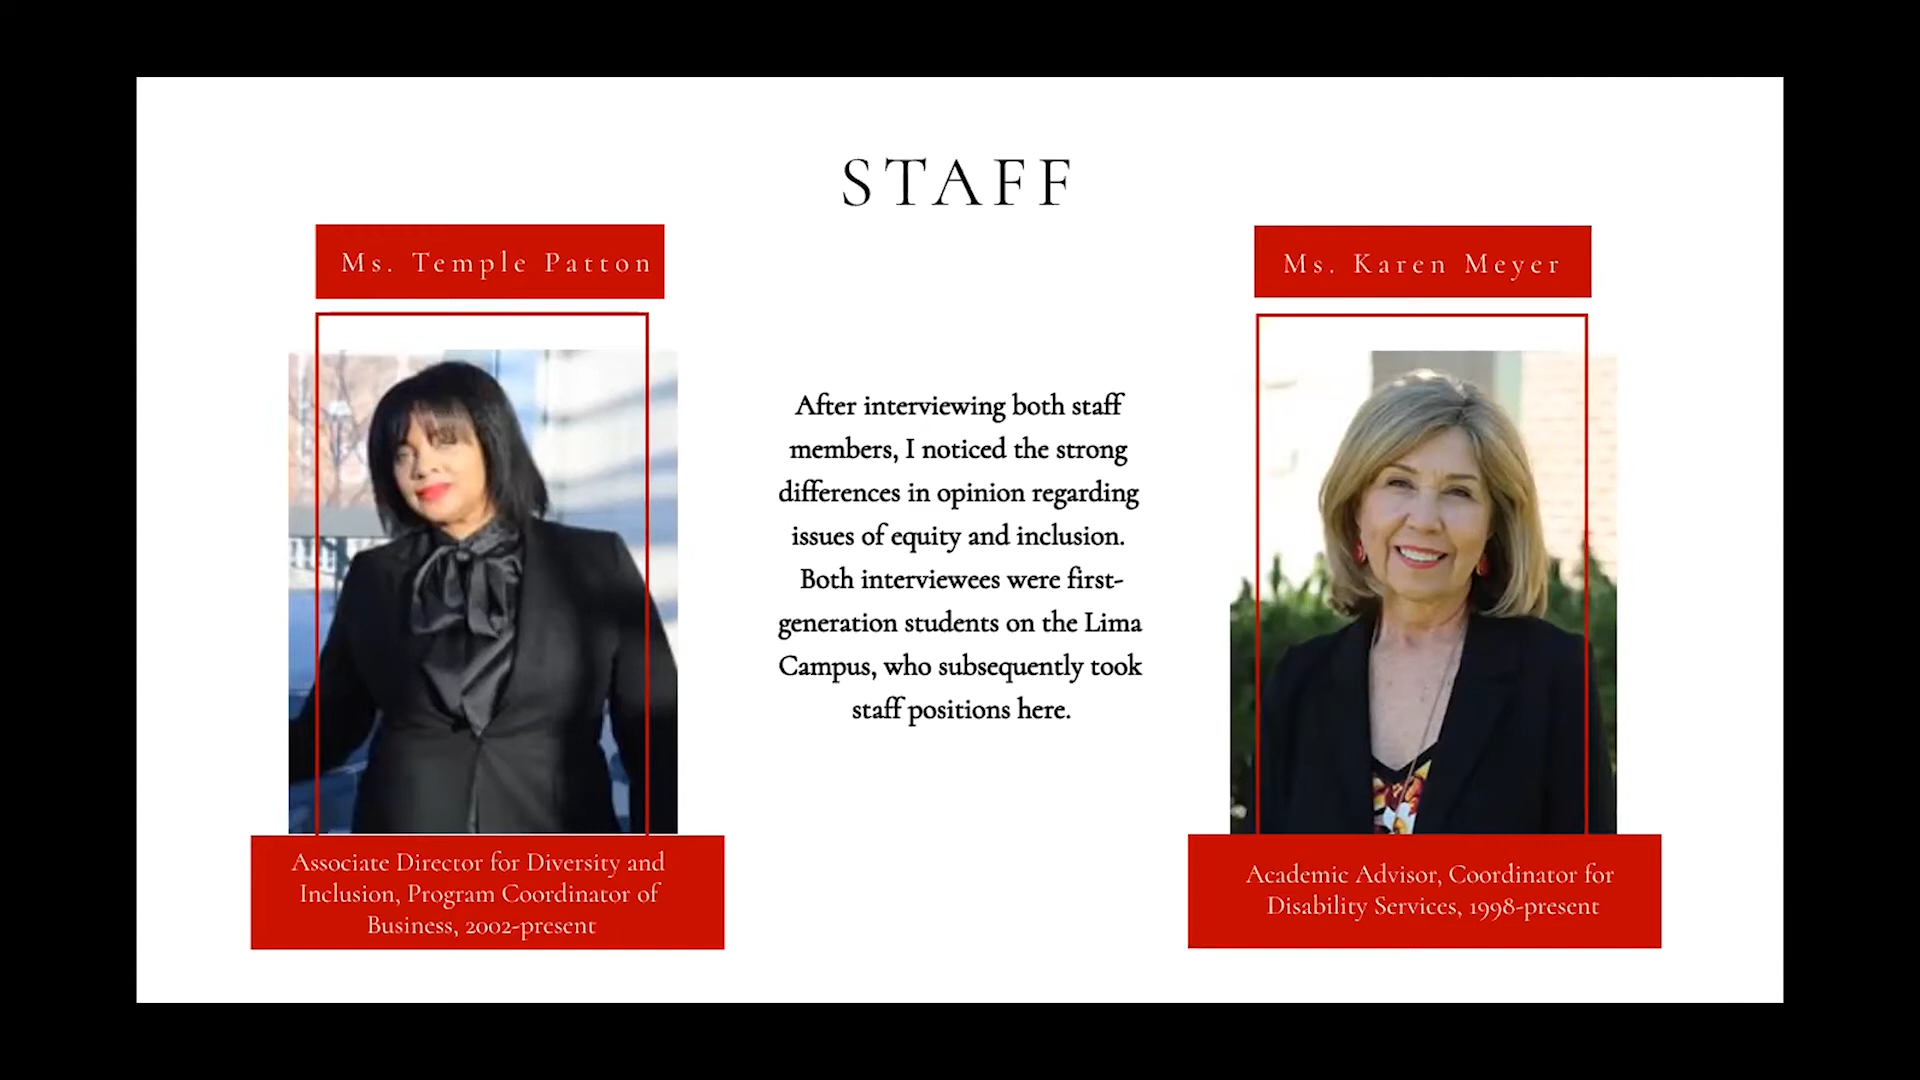 STAFF
Ms. Temple Patton
Ms. Karen Meyer
After interviewing both staff
members, I noticed the strong
differences in opinion regarding
issues of equity and inclusion.
Both interviewees were first-
generation students on the Lima
Campus, who subsequently took
staff positions here.
Associate Director for Diversity and
Inclusion, Program Coordinator of
Business, 2002-present
Academic Advisor, Coordinator for
Disability Services, 1998-present